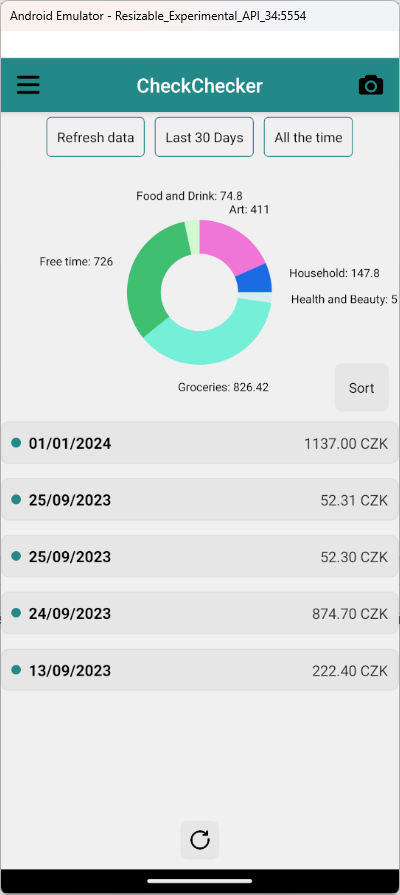 Android Emulator - Resizable_Experimental_API_34:5554
CheckChecker
Refresh data
Last 30 Days
All the time
Food and Drink: 74.8
Art: 411
Free time: 726
Household: 147.8
Health and Beauty: 5
Groceries: 826.42
Sort
01/01/2024 1137.00 CZK
25/09/2023 52.31 CZK
25/09/2023 52.30 CZK
24/09/2023 874.70 CZK
13/09/2023 222.40 CZK